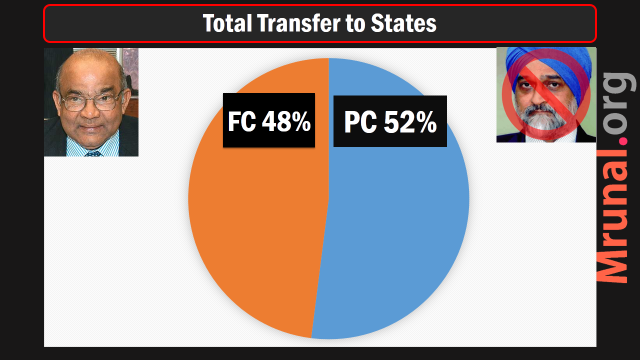 Total Transfer to States
FC 48%
PC 52%
Mrunal.org